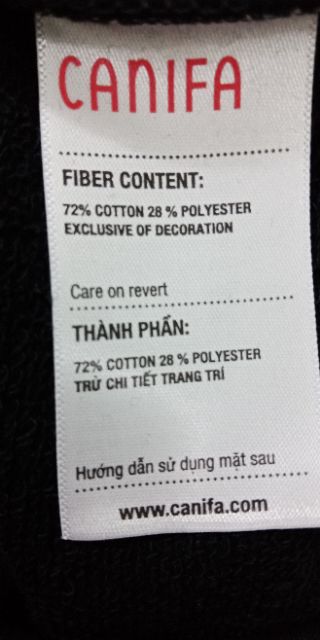 CANIFA
FIBER CONTENT:
72% COTTON 28 % POLYESTER
EXCLUSIVE OF DECORATION
Care on revert
THÀNH PHẨN:
72% COTTON 28 % POLYESTER
TRỪ CHI TIẾT TRANG TRÍ
Hướng dẫn sử dụng mặt sau
www.canifa.com